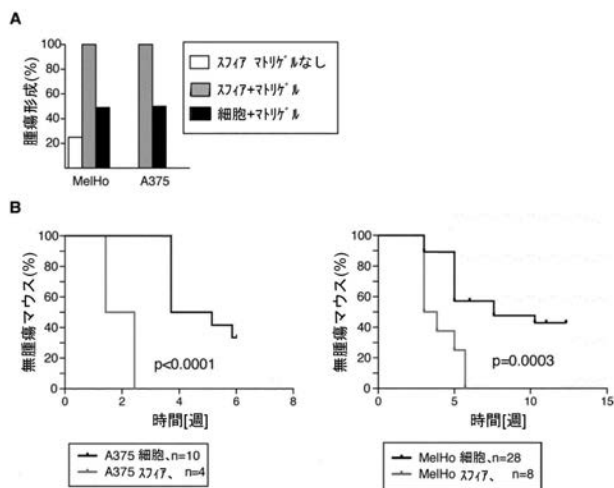 A
腫瘍形成(%)
100
80
60
40
20
MelHo
A375
スフィア マトリゲルなし
スフィア+マトリゲル
細胞+マトリゲル
B
無腫瘍マウス(%)
100
80
60
40
20
0
0 2 4 6 8
時間[週]
p<0.0001
A375 細胞、n=10
A375 スフィア、 n=4
無腫瘍マウス(%)
100
80
60
40
20
0
0 5 10 15
時間[週]
p=0.0003
MelHo 細胞、n=28
MelHo スフィア、 n=8